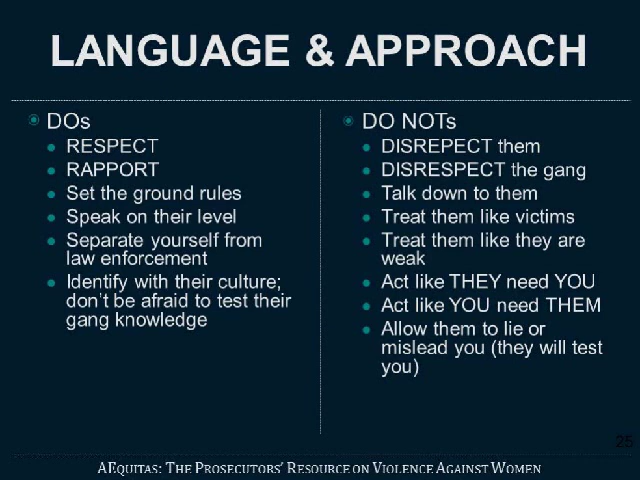 LANGUAGE & APPROACH
DOs
RESPECT
RAPPORT
Set the ground rules
Speak on their level
Separate yourself from
law enforcement
Identify with their culture;
don't be afraid to test their
gang knowledge
DO NOTs
DISREPECT them
DISRESPECT the gang
Talk down to them
Treat them like victims
Treat them like they are
weak
Act like THEY need YOU
Act like YOU need THEM
Allow them to lie or
mislead you (they will test
you)
25
AEQUITAS: THE PROSECUTORS' RESOURCE ON VIOLENCE AGAINST WOMEN